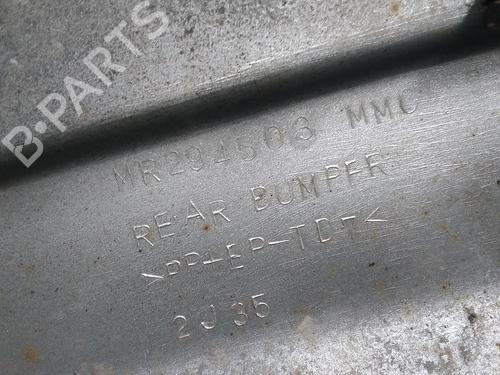 B-PARTS
MR294503 MMC
REAR BUMPER
>PP+EP-TD7<
2J35